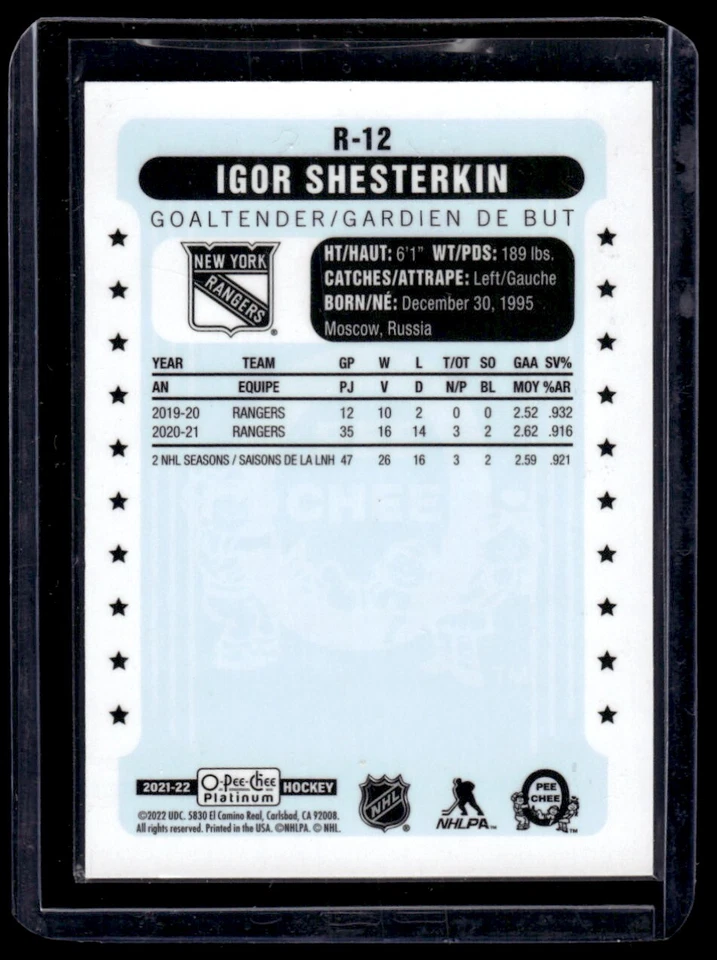 R-12
IGOR SHESTERKIN
GOALTENDER/GARDIEN DE BUT
NEW YORK
RANGERS
HT/HAUT: 6'1" WT/PDS: 189 lbs.
CATCHES/ATTRAPE: Left/Gauche
BORN/NÉ: December 30, 1995
Moscow, Russia
YEAR TEAM GP W L T/OT SO GAA SV%
AN EQUIPE PJ V D N/P BL MOY %AR
2019-20 RANGERS 12 10 2 0 0 2.52 .932
2020-21 RANGERS 35 16 14 3 2 2.62 .916
2 NHL SEASONS / SAISONS DE LA LNH 47 26 16 3 2 2.59 .921
CHEE
2021-22 O-Pee-Chee Platinum HOCKEY
©2022 UDC. 5830 El Camino Real, Carlsbad, CA 92008.
All rights reserved. Printed in the USA. ©NHLPA. © NHL.
NHL
NHLPA™
O PEE CHEE ™